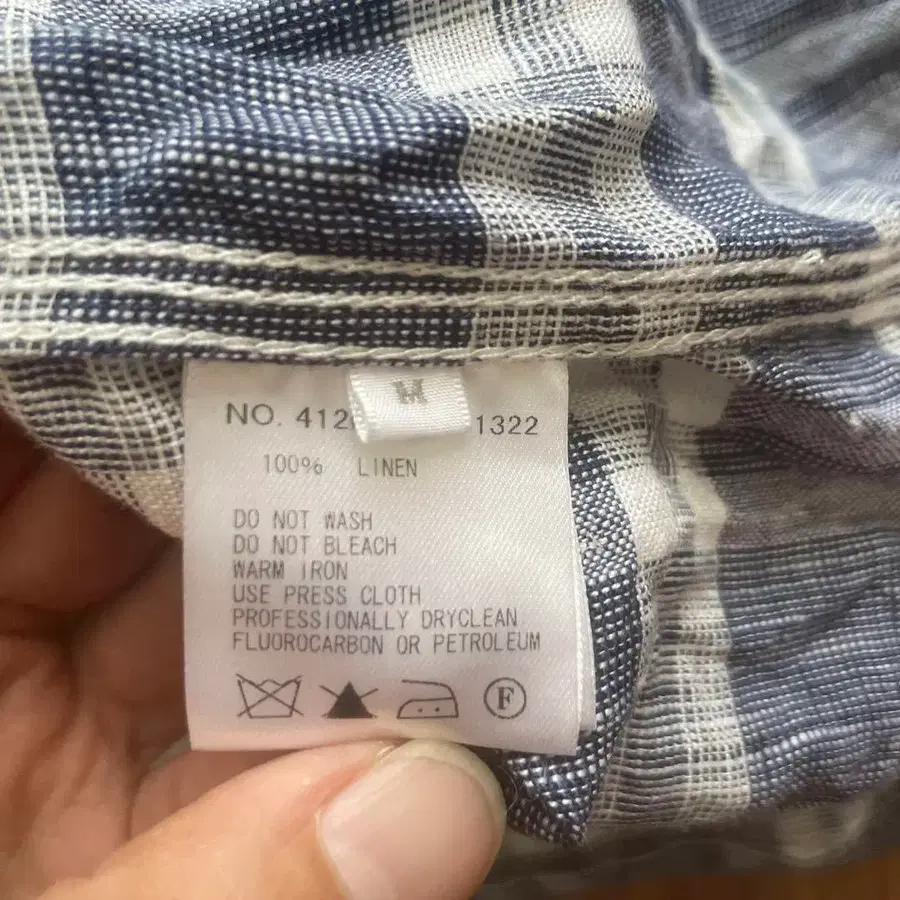 M
NO. 412 1322
100% LINEN
DO NOT WASH
DO NOT BLEACH
WARM IRON
USE PRESS CLOTH
PROFESSIONALLY DRYCLEAN
FLUOROCARBON OR PETROLEUM
F